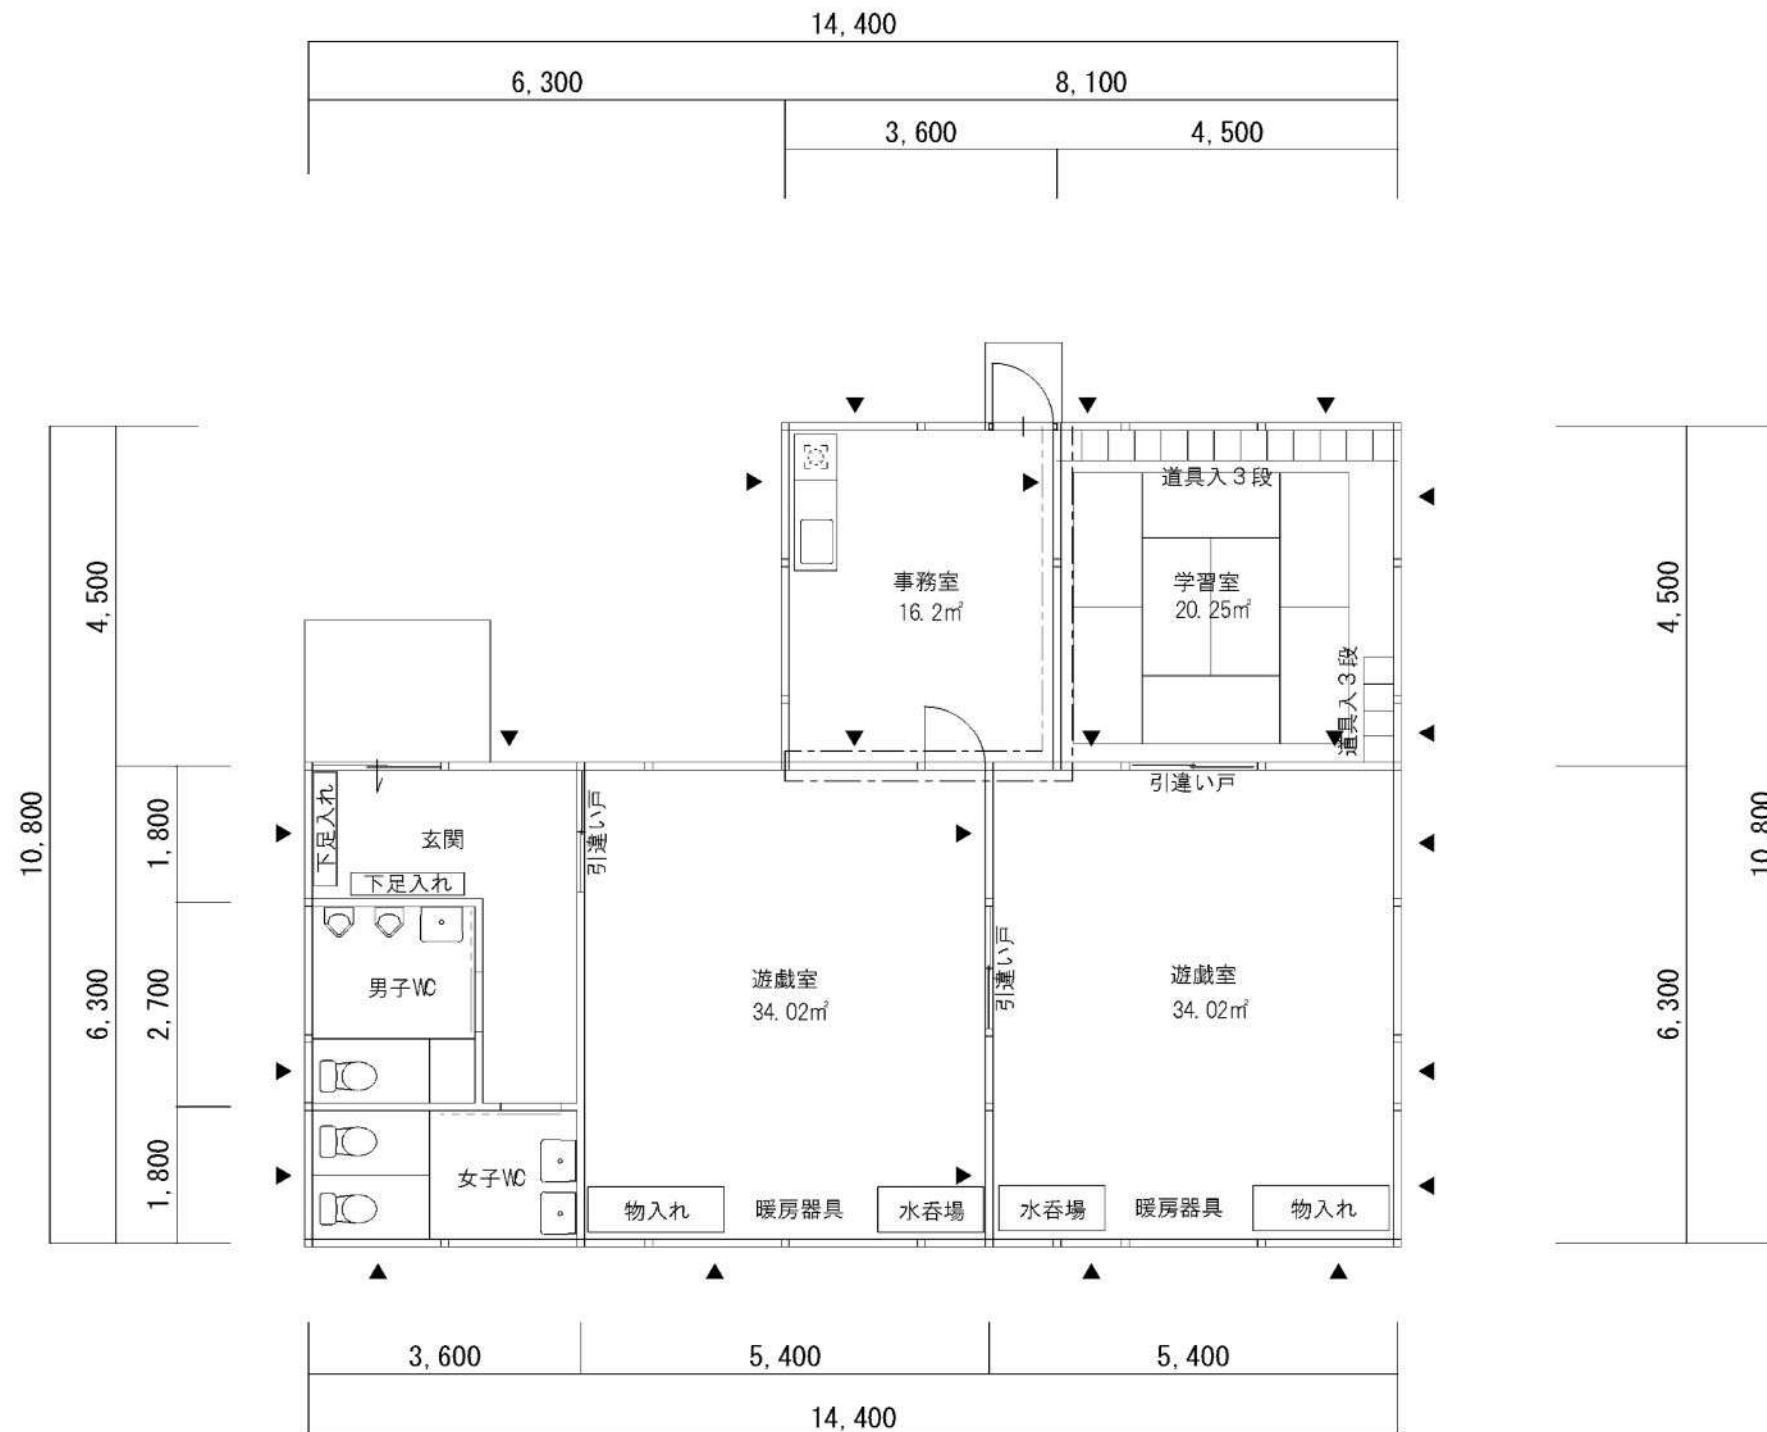 14,400
6,300
8,100
3,600
4,500
道具入３段
事務室
16.2㎡
学習室
20.25㎡
道具入３段
4,500
4,500
引違い戸
下足入れ
玄関
引違い戸
下足入れ
10,800
1,800
10,800
引違い戸
男子WC
遊戯室
34.02㎡
遊戯室
34.02㎡
6,300
2,700
6,300
女子WC
1,800
物入れ
暖房器具
水呑場
水呑場
暖房器具
物入れ
3,600
5,400
5,400
14,400